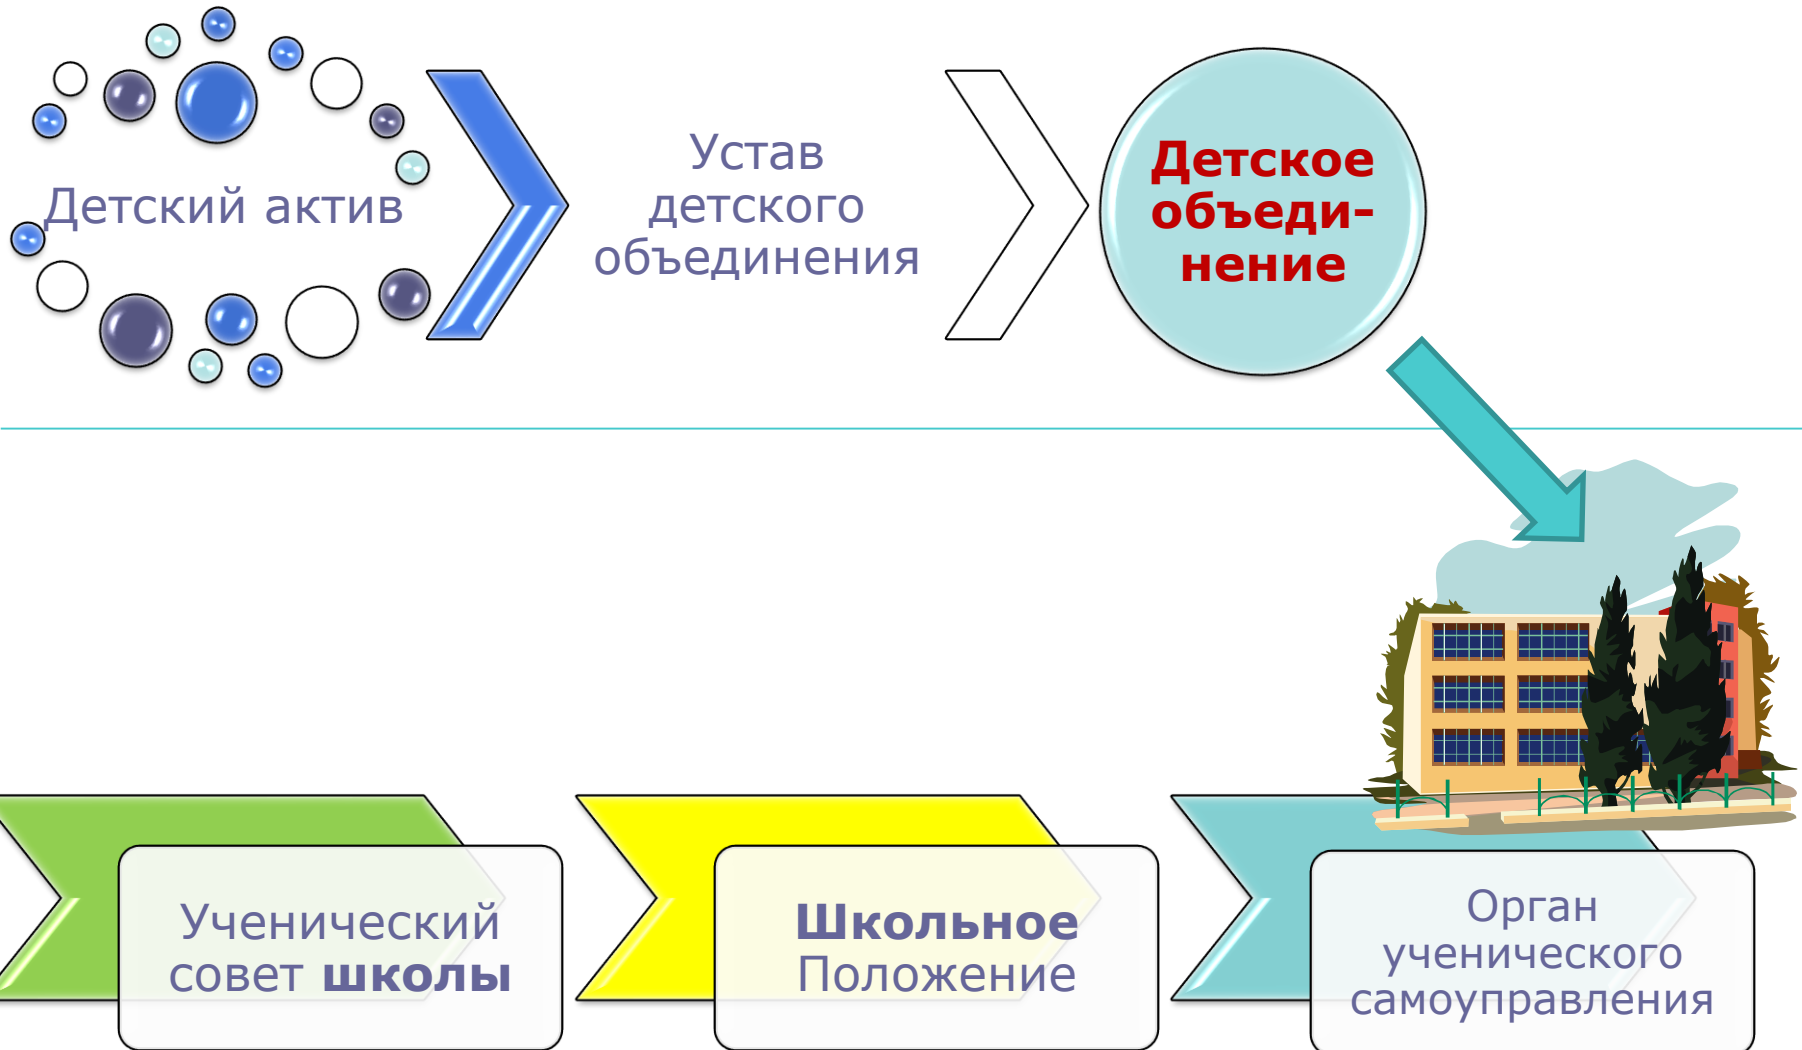 Детский актив
Устав
детского
объединения
Детское
объеди-
нение
Ученический
совет школы
Школьное
Положение
Орган
ученического
самоуправления